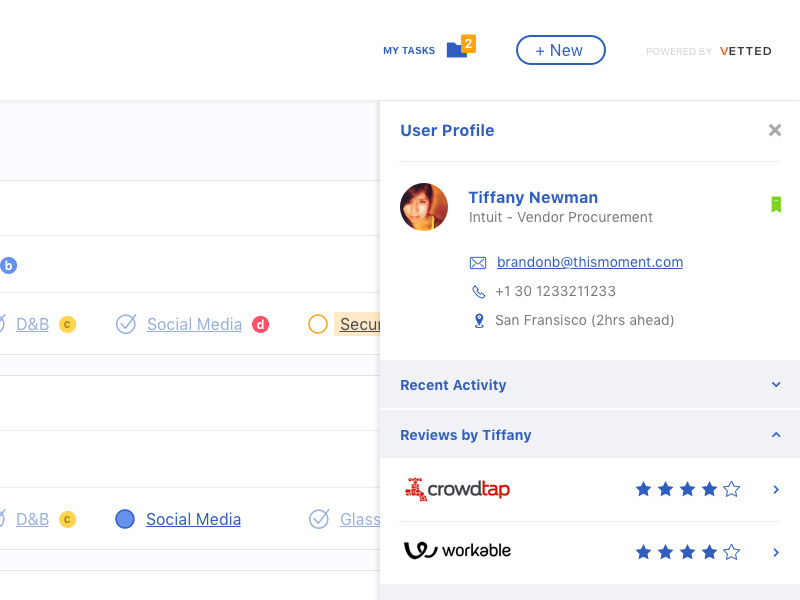 MY TASKS 2
+ New
POWERED BY VETTED
User Profile
Tiffany Newman
Intuit - Vendor Procurement
b
brandonb@thismoment.com
+1 30 1233211233
San Fransisco (2hrs ahead)
D&B c Social Media d Secur
Recent Activity
Reviews by Tiffany
crowdtap
D&B c Social Media Glass
workable